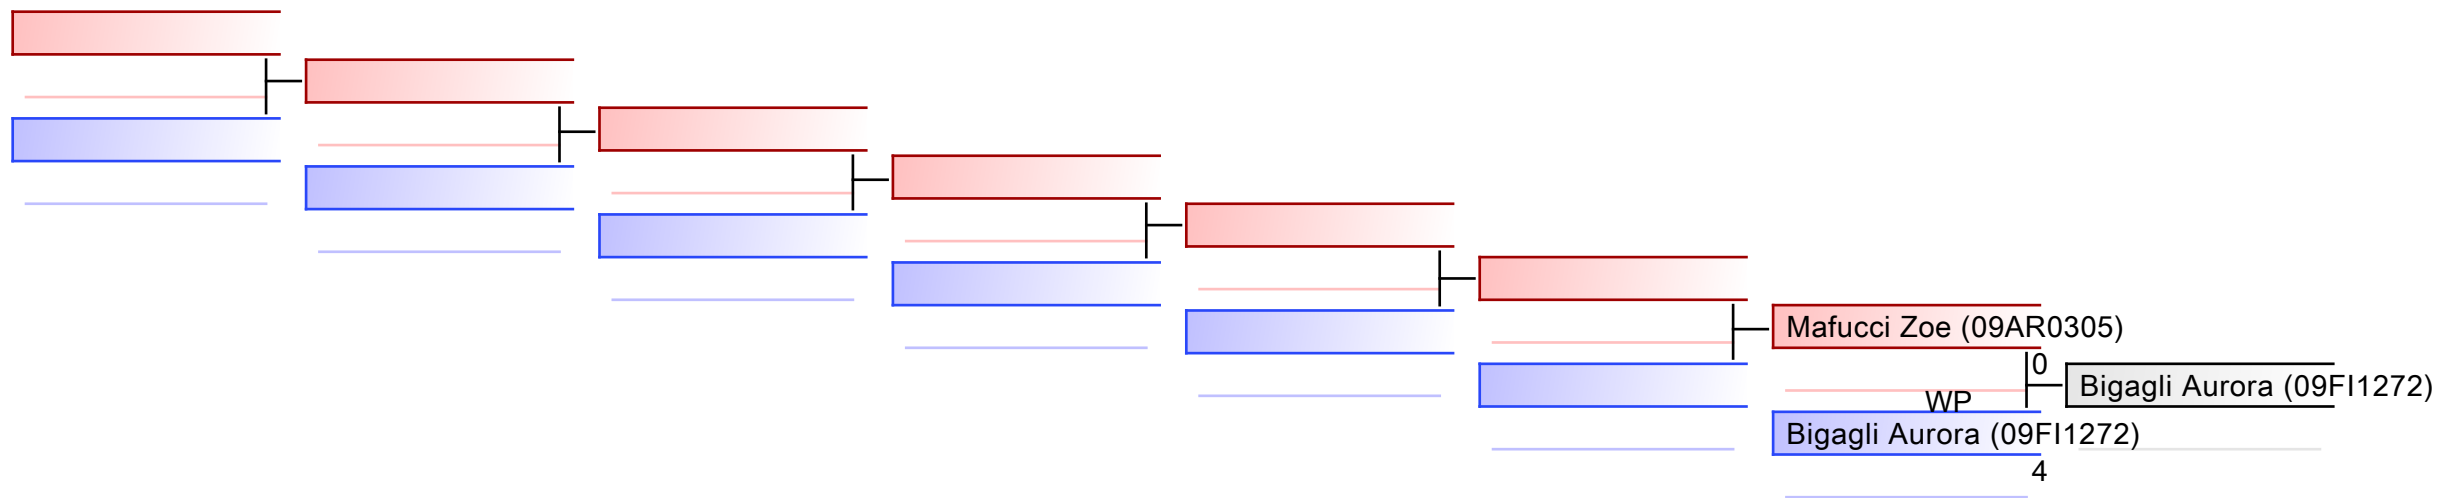 Mafucci Zoe (09AR0305)
0
Bigagli Aurora (09FI1272)
WP
Bigagli Aurora (09FI1272)
4